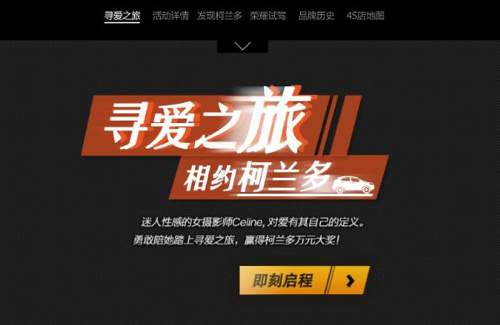 寻爱之旅 活动详情 发现柯兰多 荣耀试驾 品牌历史 4S店地图
寻爱之旅
相约柯兰多
迷人性感的女摄影师Celine, 对爱有其自己的定义。
勇敢陪她踏上寻爱之旅，赢得柯兰多万元大奖！
即刻启程